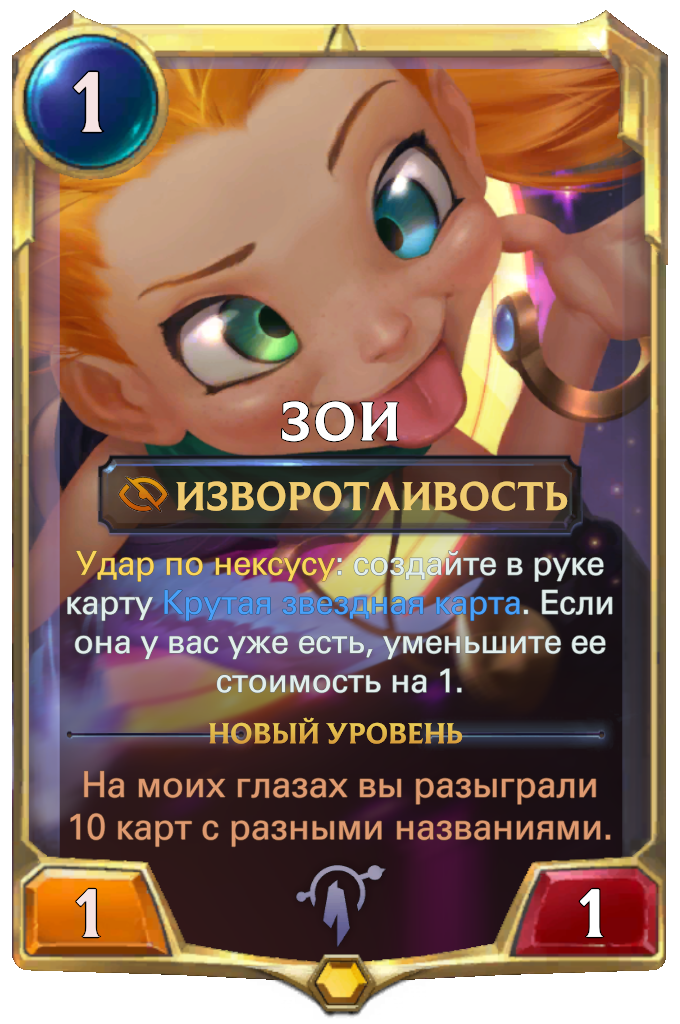 1
ЗОИ
ИЗВОРОТЛИВОСТЬ
Удар по нексусу: создайте в руке
карту Крутая звездная карта. Если
она у вас уже есть, уменьшите ее
стоимость на 1.
НОВЫЙ УРОВЕНЬ
На моих глазах вы разыграли
10 карт с разными названиями.
1
1